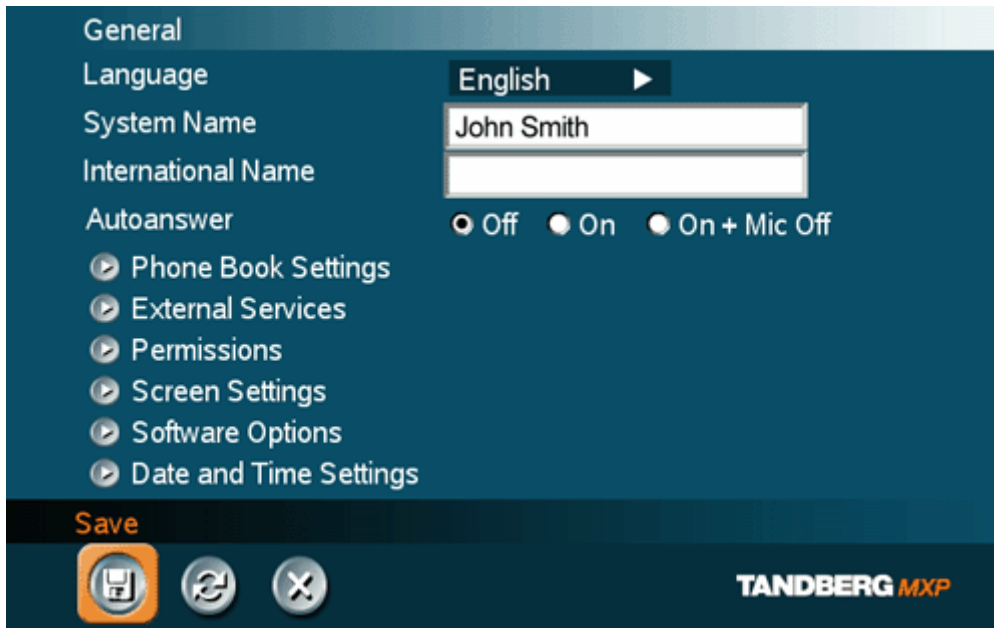 General
Language English
System Name John Smith
International Name
Autoanswer Off On On + Mic Off
Phone Book Settings
External Services
Permissions
Screen Settings
Software Options
Date and Time Settings
Save
TANDBERG MXP